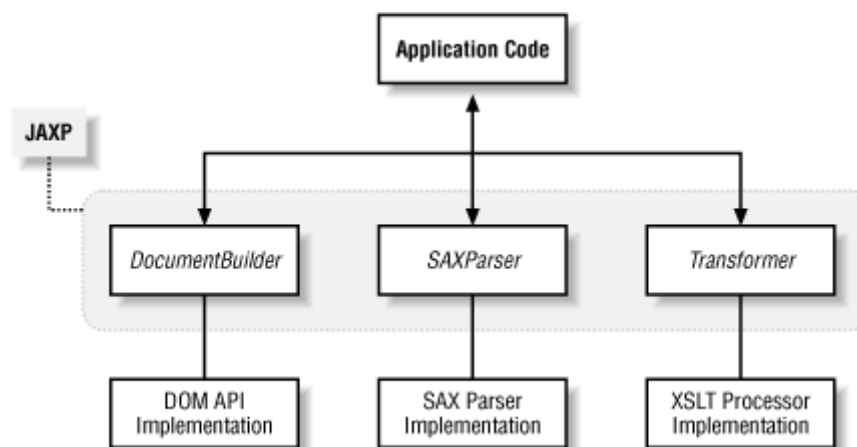 Application Code
JAXP
DocumentBuilder
SAXParser
Transformer
DOM API
Implementation
SAX Parser
Implementation
XSLT Processor
Implementation